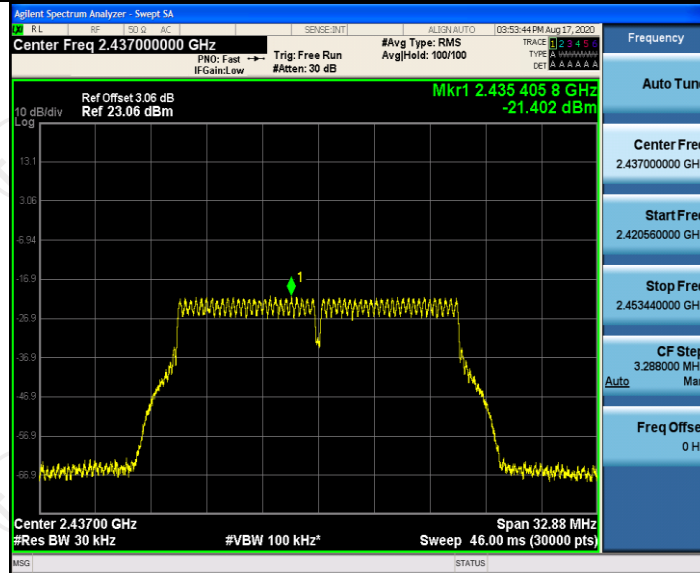 Agilent Spectrum Analyzer - Swept SA
RL RF 50 Ω AC SENSE:INT ALIGN AUTO 03:53:44 PM Aug 17, 2020
Center Freq 2.437000000 GHz
PNO: Fast
IFGain:Low
Trig: Free Run
#Atten: 30 dB
#Avg Type: RMS
Avg|Hold: 100/100
TRACE 1 2 3 4 5 6
TYPE A WWWWW
DET A A A A A A
Frequency
Ref Offset 3.06 dB
10 dB/div Ref 23.06 dBm
Log
Mkr1 2.435 405 8 GHz
-21.402 dBm
13.1
3.06
-6.94
-16.9
-26.9
-36.9
-46.9
-56.9
-66.9
1
Center 2.43700 GHz Span 32.88 MHz
#Res BW 30 kHz #VBW 100 kHz* Sweep 46.00 ms (30000 pts)
MSG STATUS
Auto Tun
Center Fre
2.437000000 GH
Start Fre
2.420560000 GH
Stop Fre
2.453440000 GH
CF Ste
3.288000 MH
Auto Ma
Freq Offse
0 H